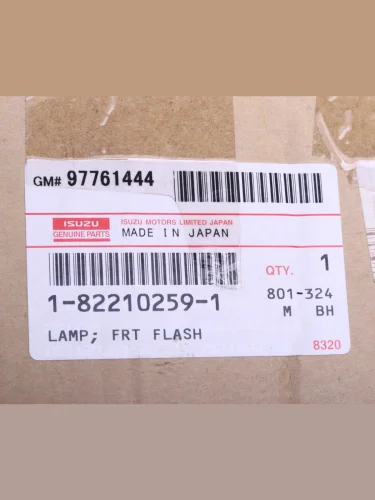 GM# 97761444
ISUZU
GENUINE PARTS
ISUZU MOTORS LIMITED JAPAN
MADE IN JAPAN
QTY. 1
1-82210259-1
801-324
M BH
LAMP; FRT FLASH
8320